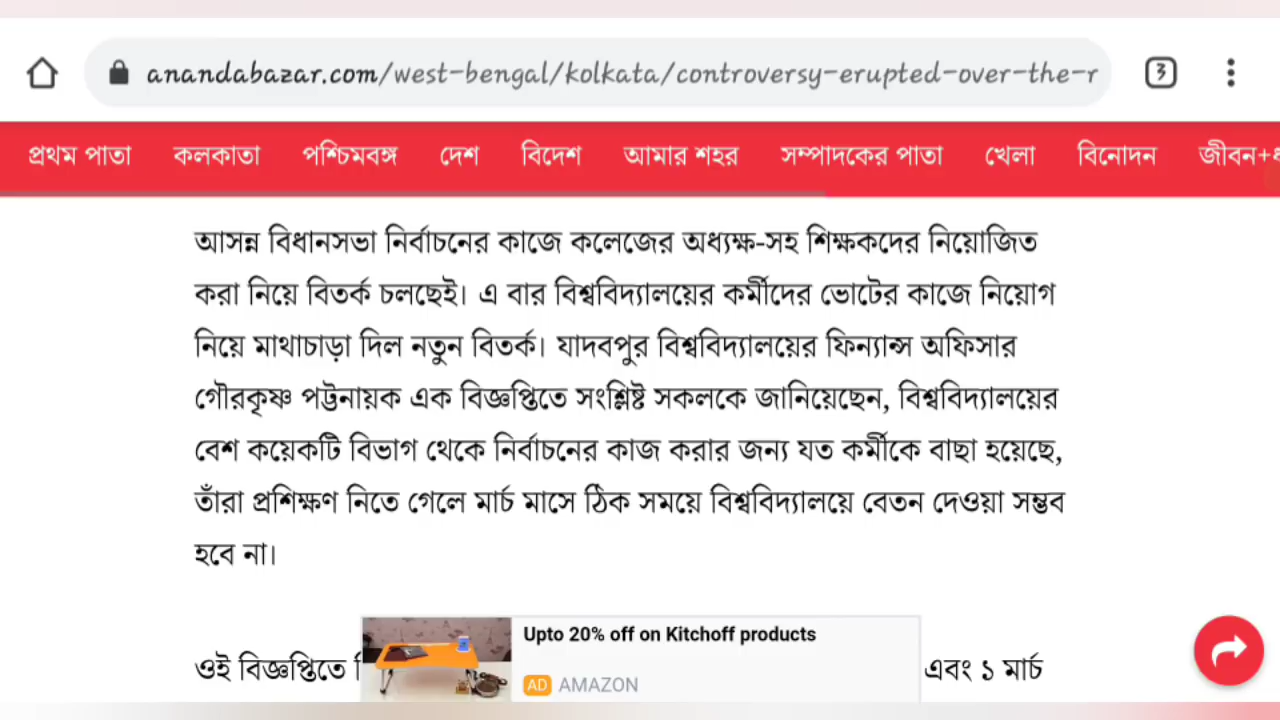 anandabazar.com/west-bengal/kolkata/controversy-erupted-over-the-r
3
প্রথম পাতা কলকাতা পশ্চিমবঙ্গ দেশ বিদেশ আমার শহর সম্পাদকের পাতা খেলা বিনোদন জীবন+
আসন্ন বিধানসভা নির্বাচনের কাজে কলেজের অধ্যক্ষ-সহ শিক্ষকদের নিয়োজিত
করা নিয়ে বিতর্ক চলছেই। এ বার বিশ্ববিদ্যালয়ের কর্মীদের ভোটের কাজে নিয়োগ
নিয়ে মাথাচাড়া দিল নতুন বিতর্ক। যাদবপুর বিশ্ববিদ্যালয়ের ফিন্যান্স অফিসার
গৌরকৃষ্ণ পট্টনায়ক এক বিজ্ঞপ্তিতে সংশ্লিষ্ট সকলকে জানিয়েছেন, বিশ্ববিদ্যালয়ের
বেশ কয়েকটি বিভাগ থেকে নির্বাচনের কাজ করার জন্য যত কর্মীকে বাছা হয়েছে,
তাঁরা প্রশিক্ষণ নিতে গেলে মার্চ মাসে ঠিক সময়ে বিশ্ববিদ্যালয়ে বেতন দেওয়া সম্ভব
হবে না।
Upto 20% off on Kitchoff products
AD AMAZON
ওই বিজ্ঞপ্তিতে এবং ১ মার্চ